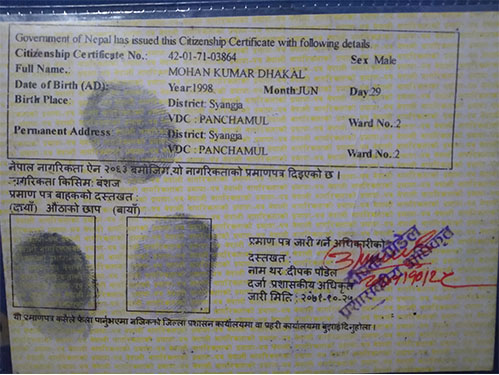 Government of Nepal has issued this Citizenship Certificate with following details
Citizenship Certificate No.: 42-01-71-03864 Sex Male
Full Name.: MOHAN KUMAR DHAKAL
Date of Birth (AD): Year:1998 Month:JUN Day:29
Birth Place District: Syangja
VDC : PANCHAMUL Ward No.:2
Permanent Address District: Syangja
VDC : PANCHAMUL Ward No.:2
नेपाल नागरिकता ऐन २०६३ बमोजिम यो नागरिकताको प्रमाणपत्र दिइएको छ ।
नागरिकता किसिम: वंशज
प्रमाण पत्र बाहकको दस्तखत :
(दायाँ) औंठाको छाप (बायाँ)
प्रमाण पत्र जारी गर्ने अधिकारीको
दस्तखत:
नाम थर: दीपक पौडेल
दर्जा प्रशासकीय अधिकृत
जारी मिति : २०७१-१०-२५
यो प्रमाणपत्र कसैले फेला पार्नुभएमा नजिकको जिल्ला प्रशासन कार्यालयमा वा प्रहरी कार्यालयमा बुझाईदिनुहोला ।